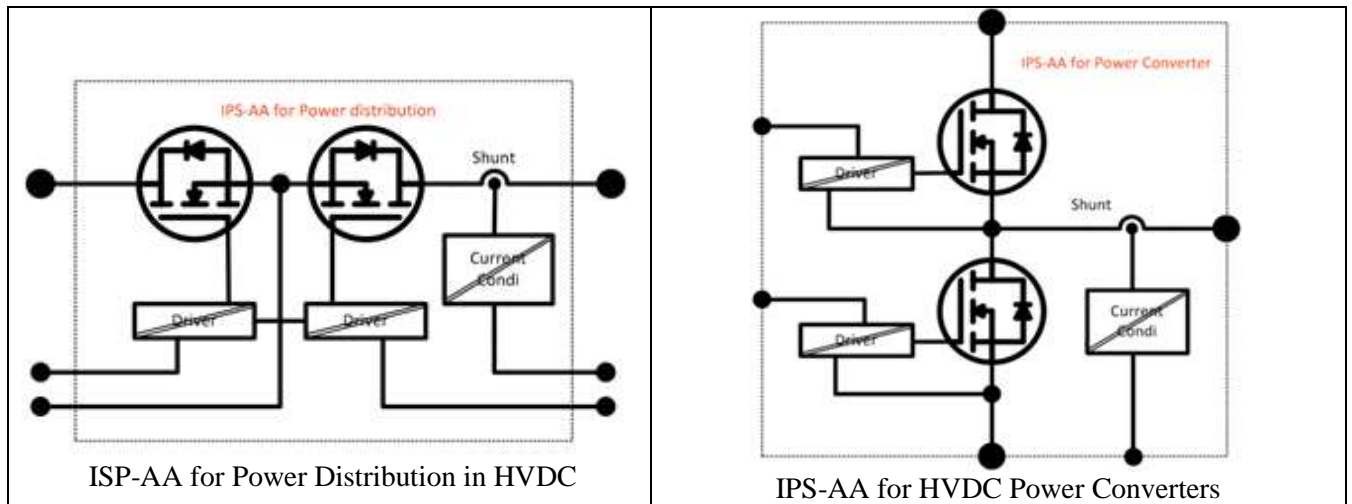 IPS-AA for Power distribution
Shunt
Current
Condi
Driver
Driver
ISP-AA for Power Distribution in HVDC
IPS-AA for Power Converter
Driver
Shunt
Driver
Current
Condi
IPS-AA for HVDC Power Converters